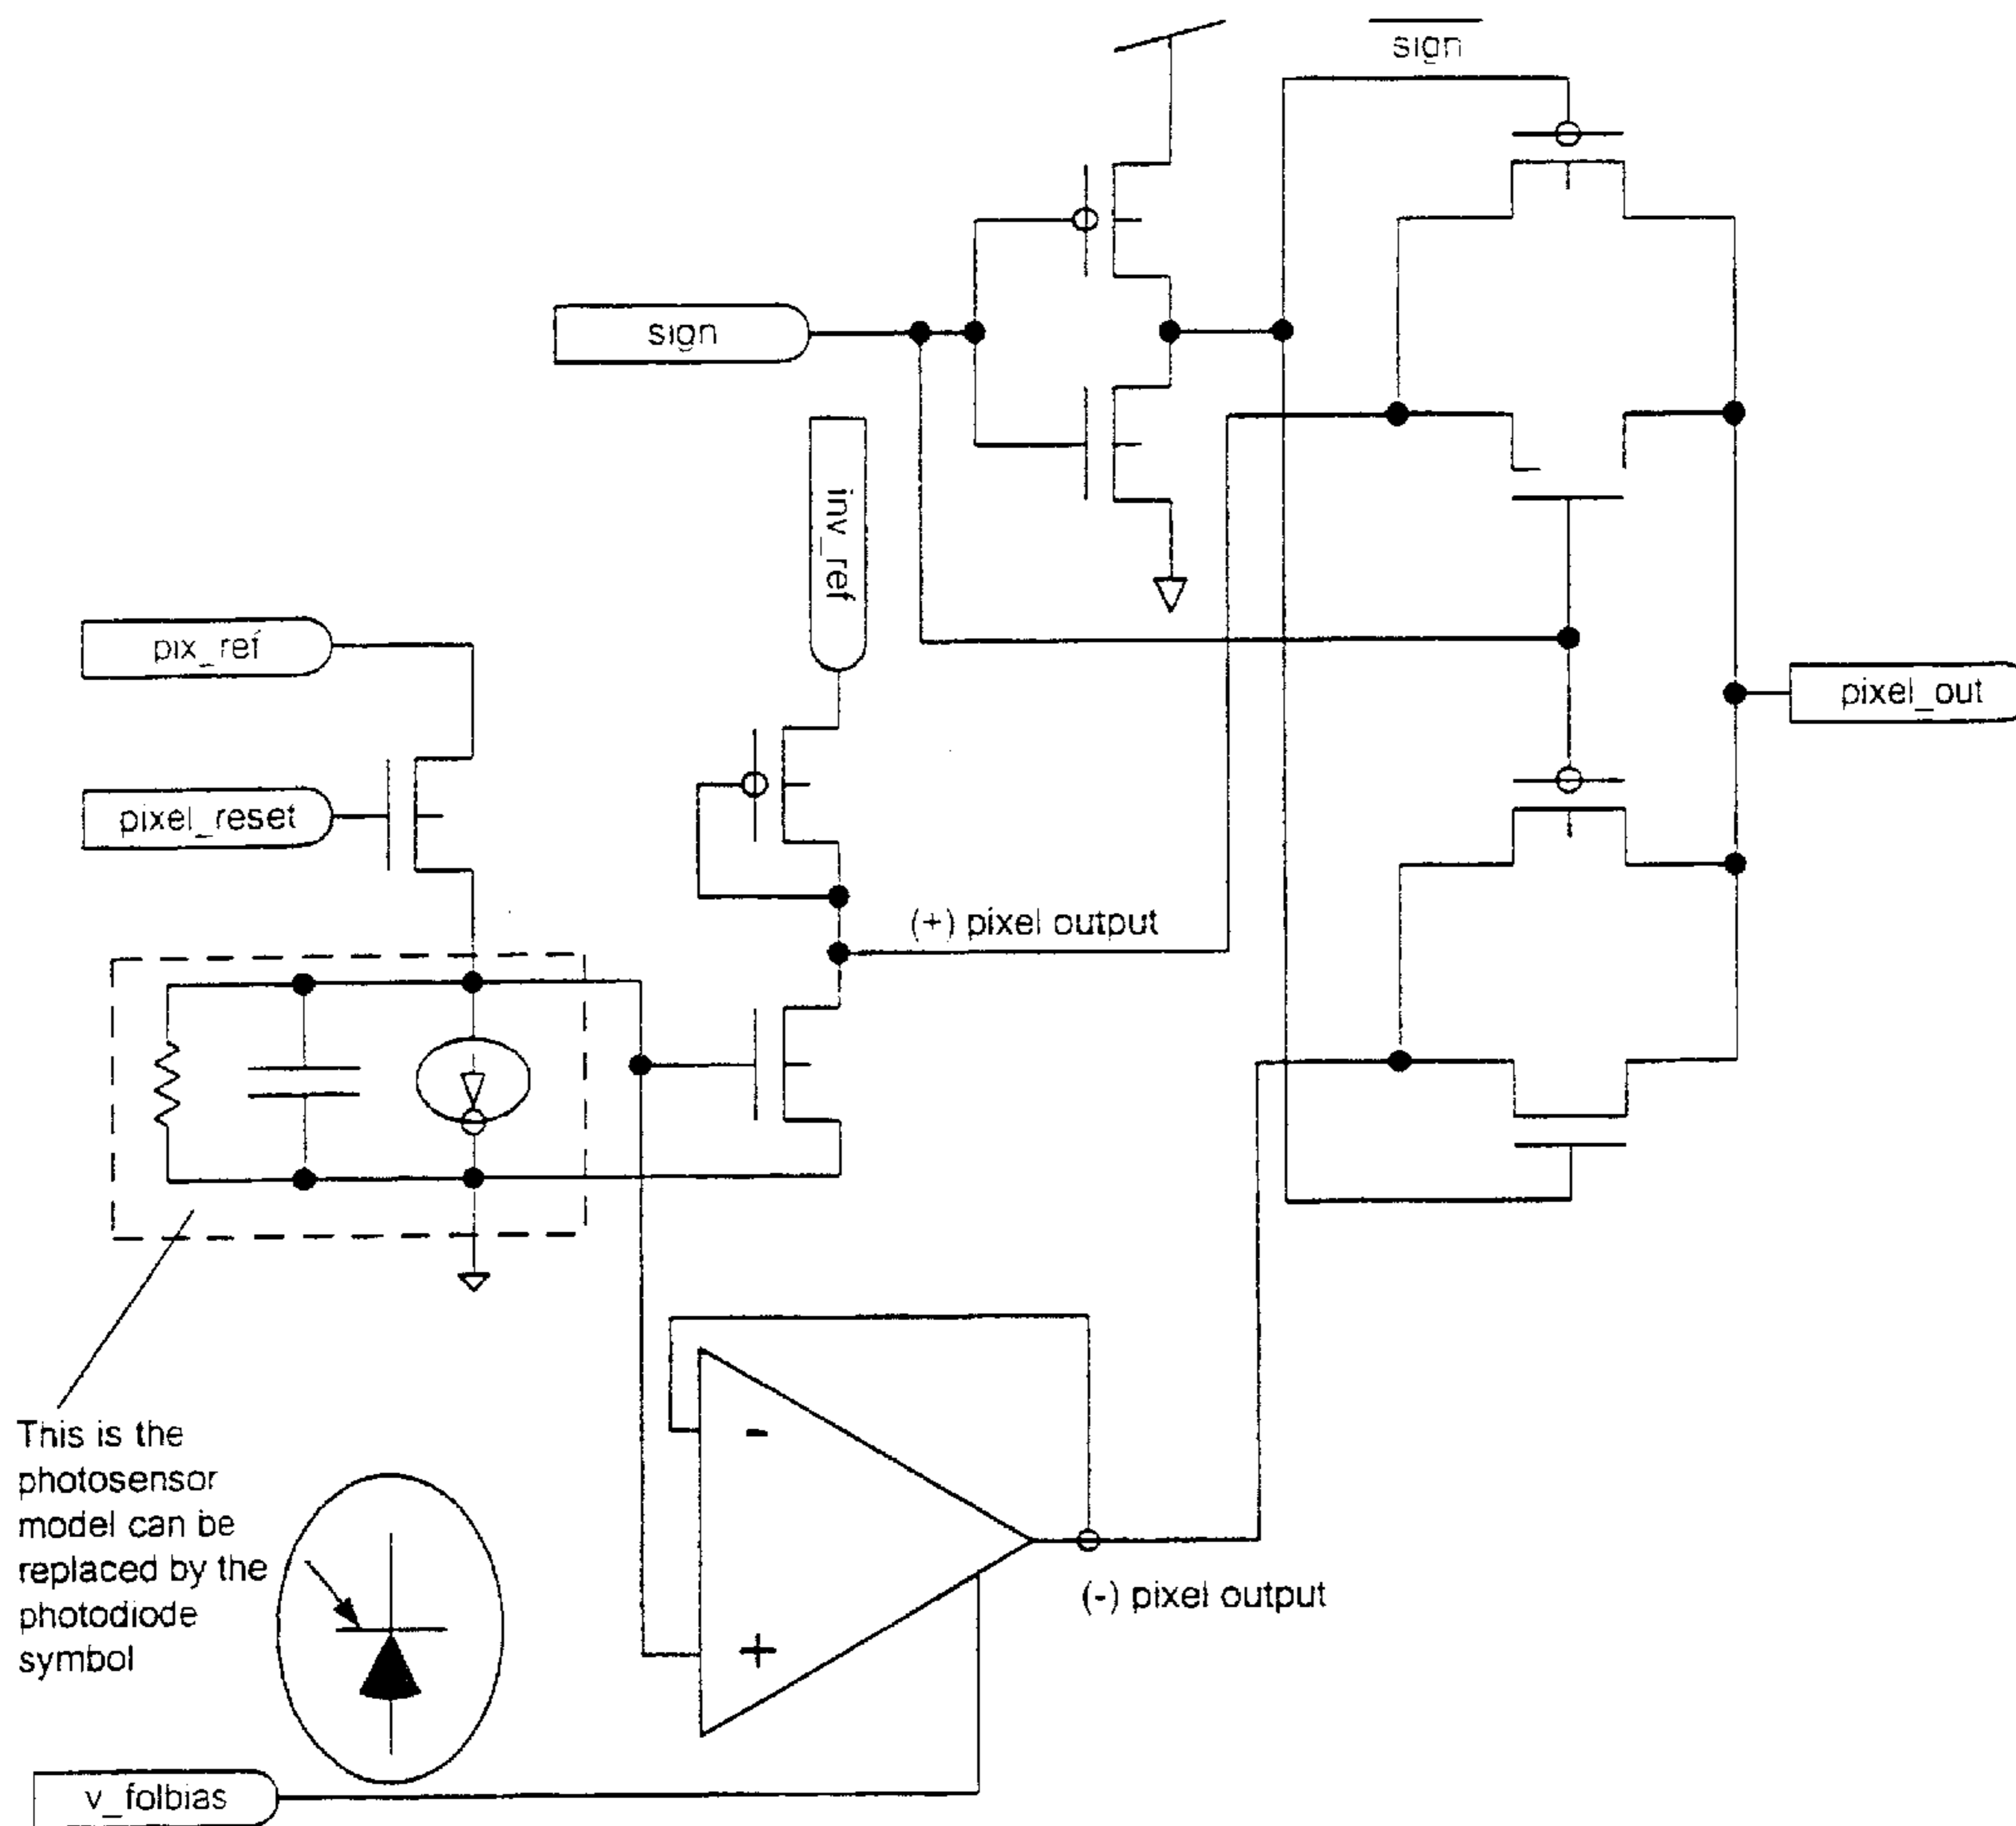 sign
sign
inv_ref
pix_ref
pixel_out
pixel_reset
(+) pixel output
-
+
(-) pixel output
This is the
photosensor
model can be
replaced by the
photodiode
symbol
v_folbias